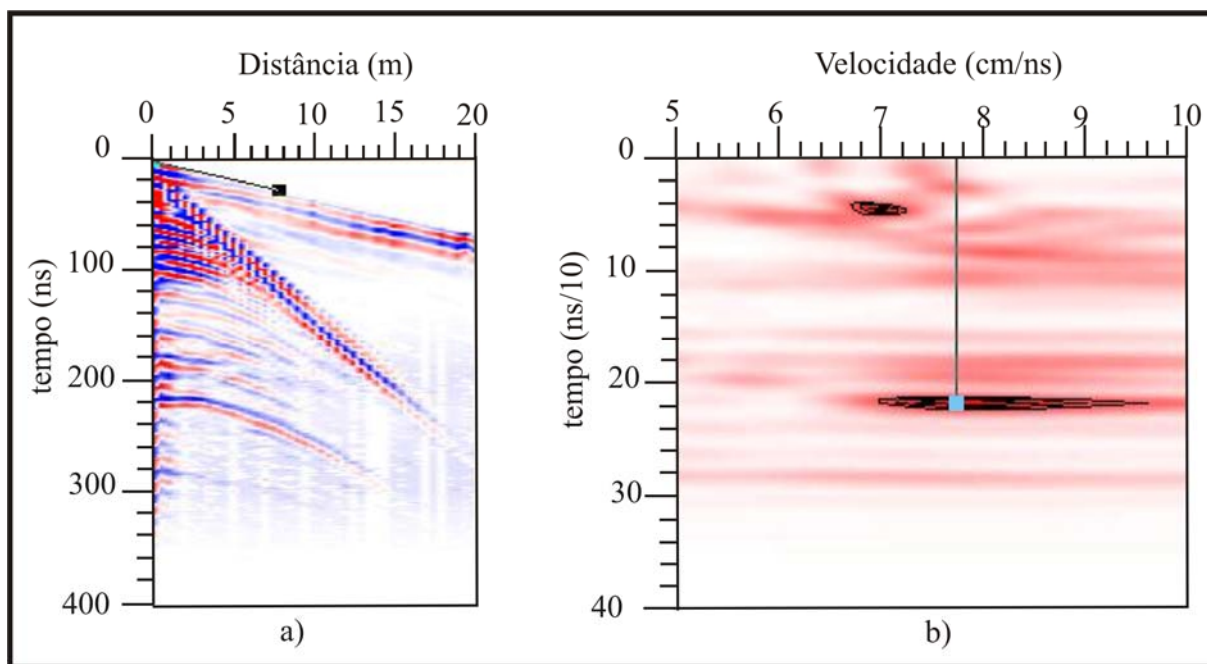 Distância (m)
0 5 10 15 20
0
100
200
300
400
tempo (ns)
a)
Velocidade (cm/ns)
5 6 7 8 9 10
0
10
20
30
40
tempo (ns/10)
b)